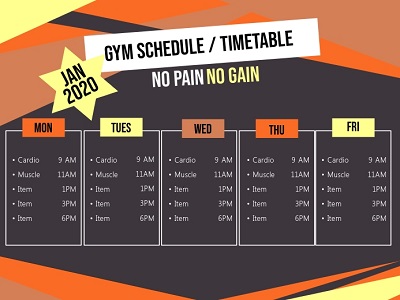 GYM SCHEDULE / TIMETABLE
JAN
2020
NO PAIN NO GAIN
MON
• Cardio 9 AM
• Muscle 11AM
• Item 1PM
• Item 3PM
• Item 6PM
TUES
• Cardio 9 AM
• Muscle 11AM
• Item 1PM
• Item 3PM
• Item 6PM
WED
• Cardio 9 AM
• Muscle 11AM
• Item 1PM
• Item 3PM
• Item 6PM
THU
• Cardio 9 AM
• Muscle 11AM
• Item 1PM
• Item 3PM
• Item 6PM
FRI
• Cardio 9 AM
• Muscle 11AM
• Item 1PM
• Item 3PM
• Item 6PM